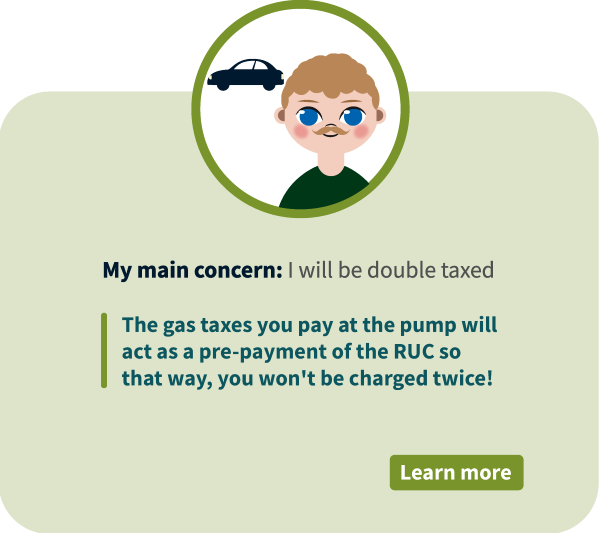 My main concern: I will be double taxed
The gas taxes you pay at the pump will
act as a pre-payment of the RUC so
that way, you won't be charged twice!
Learn more